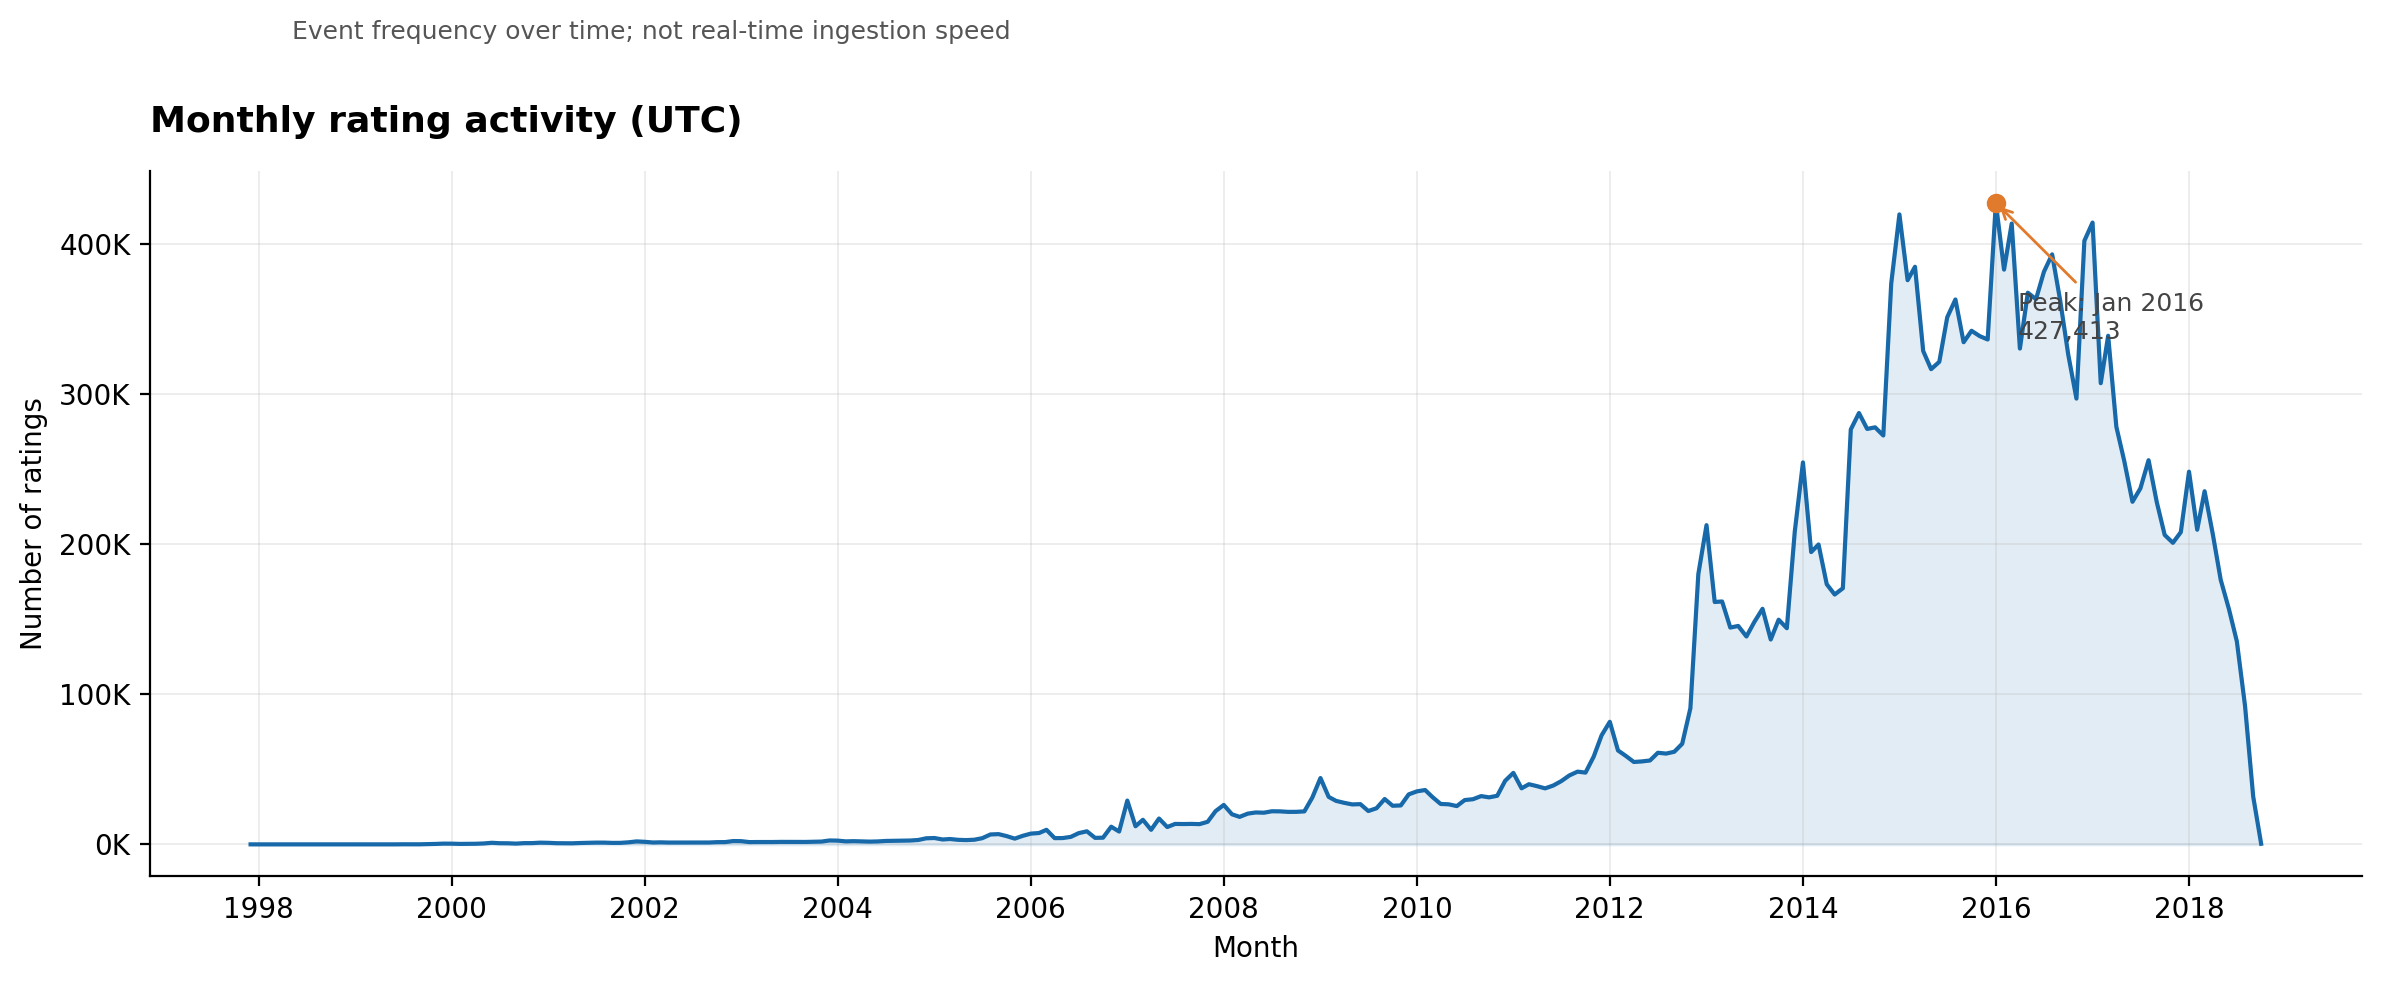 Event frequency over time; not real-time ingestion speed
Monthly rating activity (UTC)
Number of ratings
400K
300K
200K
100K
0K
Peak: Jan 2016
427,413
1998 2000 2002 2004 2006 2008 2010 2012 2014 2016 2018
Month